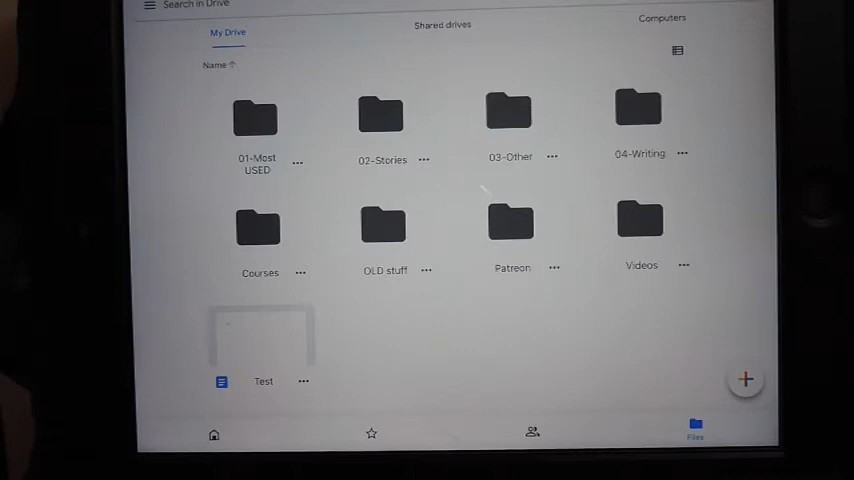 Search in Drive
My Drive
Shared drives
Computers
Name ↑
01-Most
USED
02-Stories
03-Other
04-Writing
Courses
OLD stuff
Patreon
Videos
Test
Files